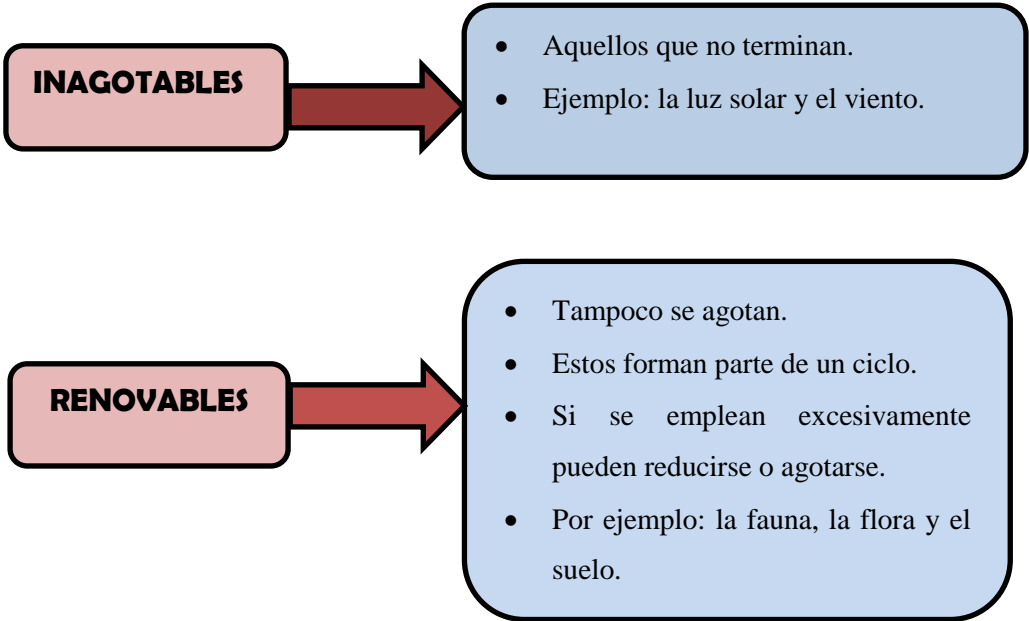 INAGOTABLES
• Aquellos que no terminan.
• Ejemplo: la luz solar y el viento.
RENOVABLES
• Tampoco se agotan.
• Estos forman parte de un ciclo.
• Si se emplean excesivamente
pueden reducirse o agotarse.
• Por ejemplo: la fauna, la flora y el
suelo.